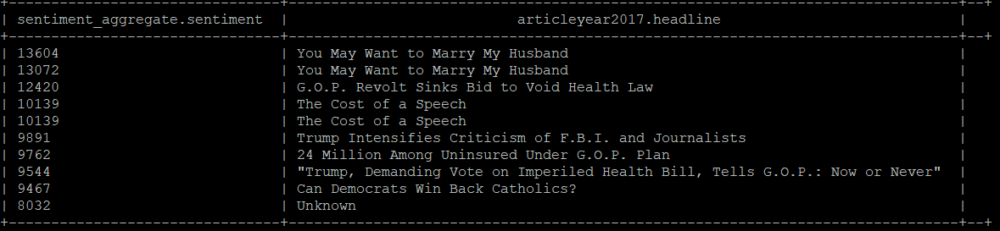 sentiment_aggregate.sentiment articleyear2017.headline
13604 You May Want to Marry My Husband
13072 You May Want to Marry My Husband
12420 G.O.P. Revolt Sinks Bid to Void Health Law
10139 The Cost of a Speech
10139 The Cost of a Speech
9891 Trump Intensifies Criticism of F.B.I. and Journalists
9762 24 Million Among Uninsured Under G.O.P. Plan
9544 "Trump, Demanding Vote on Imperiled Health Bill, Tells G.O.P.: Now or Never"
9467 Can Democrats Win Back Catholics?
8032 Unknown